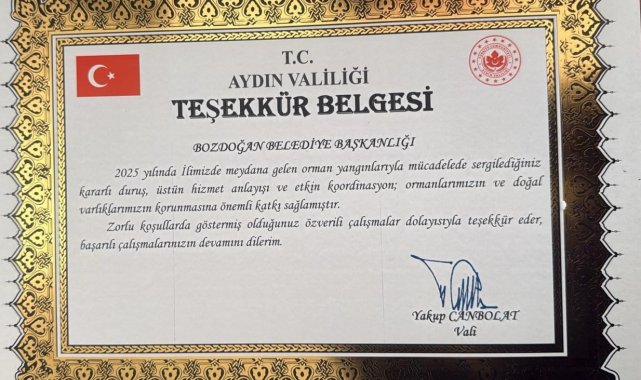 T.C.
AYDIN VALİLİĞİ
TEŞEKKÜR BELGESİ
BOZDOĞAN BELEDİYE BAŞKANLIĞI
2025 yılında İlimizde meydana gelen orman yangınlarıyla mücadelede sergilediğiniz
kararlı duruş, üstün hizmet anlayışı ve etkin koordinasyon; ormanlarımızın ve doğal
varlıklarımızın korunmasına önemli katkı sağlamıştır.
Zorlu koşullarda göstermiş olduğunuz özverili çalışmalar dolayısıyla teşekkür eder,
başarılı çalışmalarınızın devamını dilerim.
Yakup CANBOLAT
Vali